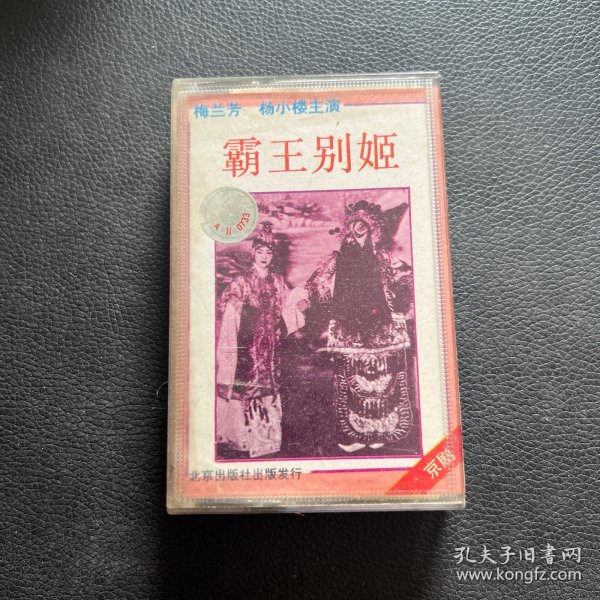 梅兰芳 杨小楼主演
霸王别姬
A-11-0733
京剧
北京出版社出版发行
孔夫子旧书网
www.kongfz.com